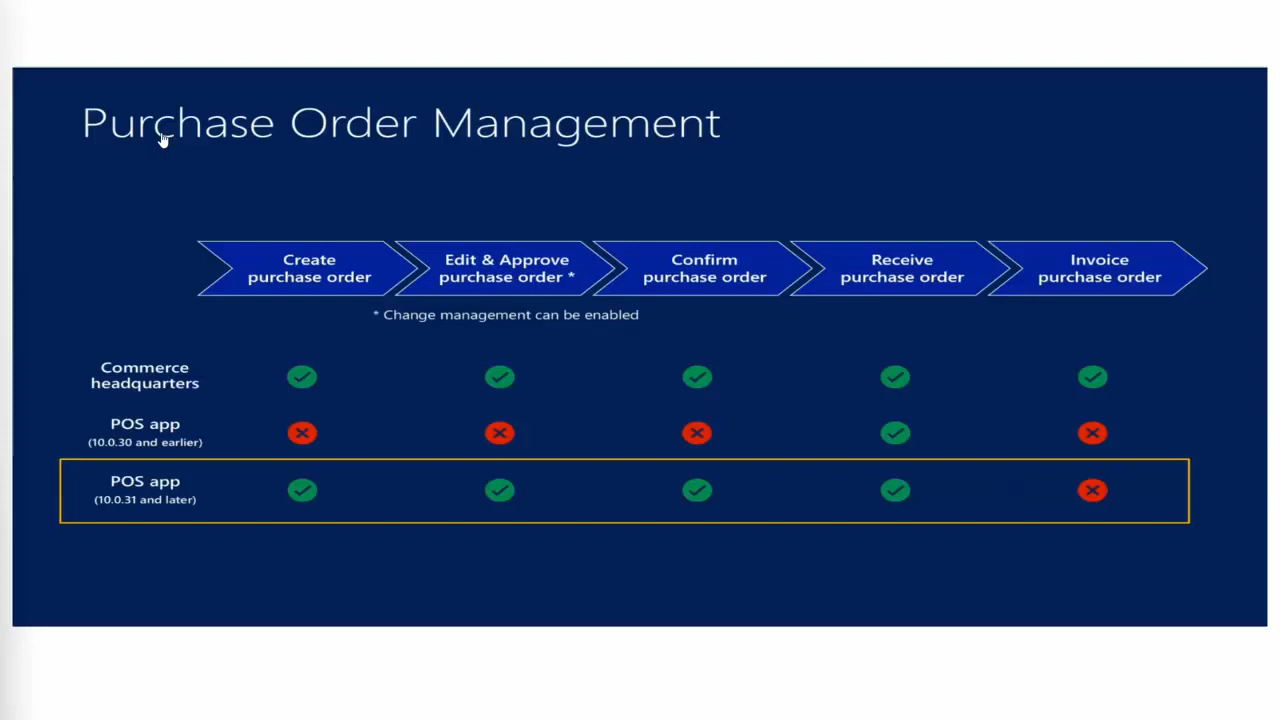 Purchase Order Management
Create
purchase order
Edit & Approve
purchase order *
Confirm
purchase order
Receive
purchase order
Invoice
purchase order
* Change management can be enabled
Commerce
headquarters
POS app
(10.0.30 and earlier)
POS app
(10.0.31 and later)